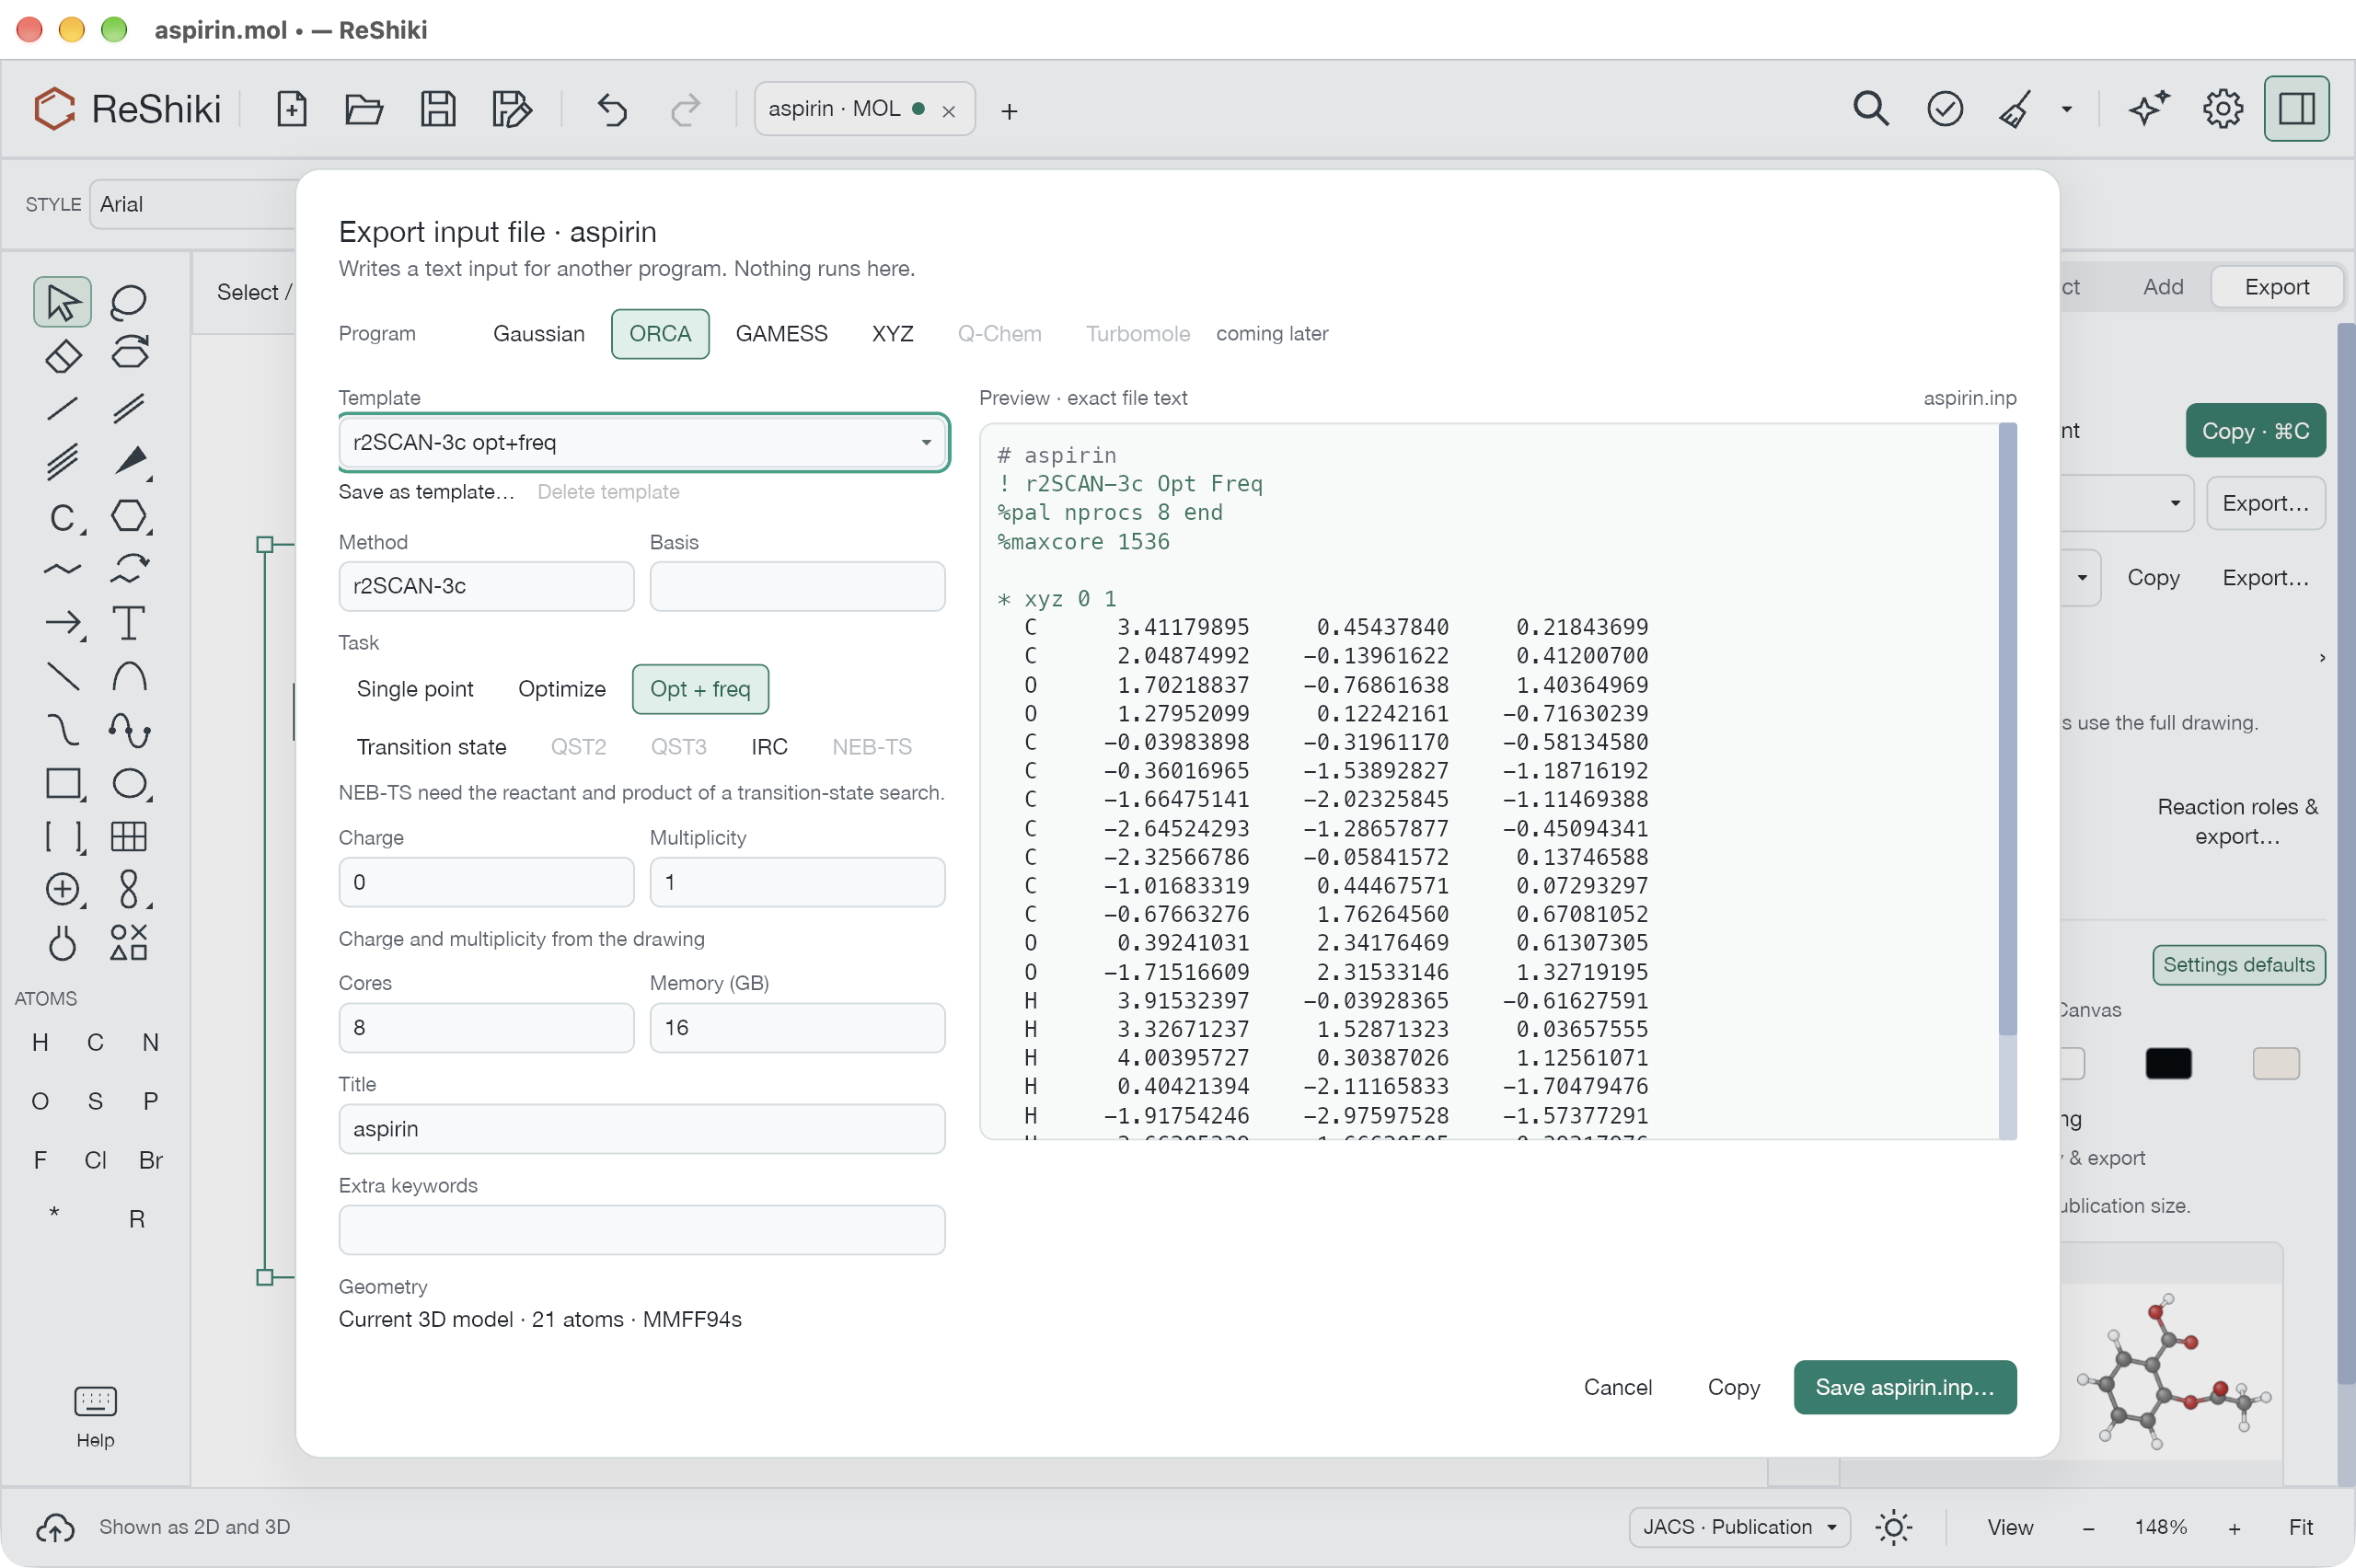 aspirin.mol • — ReShiki
ReShiki
aspirin · MOL
STYLE Arial
Select /
ct Add Export
Export input file · aspirin
Writes a text input for another program. Nothing runs here.
Program Gaussian ORCA GAMESS XYZ Q-Chem Turbomole coming later
Template
r2SCAN-3c opt+freq
Save as template… Delete template
Method Basis
r2SCAN-3c
Task
Single point Optimize Opt + freq
Transition state QST2 QST3 IRC NEB-TS
NEB-TS need the reactant and product of a transition-state search.
Charge Multiplicity
0 1
Charge and multiplicity from the drawing
Cores Memory (GB)
8 16
Title
aspirin
Extra keywords
Geometry
Current 3D model · 21 atoms · MMFF94s
Preview · exact file text aspirin.inp
# aspirin
! r2SCAN−3c Opt Freq
%pal nprocs 8 end
%maxcore 1536
* xyz 0 1
C 3.41179895 0.45437840 0.21843699
C 2.04874992 −0.13961622 0.41200700
O 1.70218837 −0.76861638 1.40364969
O 1.27952099 0.12242161 −0.71630239
C −0.03983898 −0.31961170 −0.58134580
C −0.36016965 −1.53892827 −1.18716192
C −1.66475141 −2.02325845 −1.11469388
C −2.64524293 −1.28657877 −0.45094341
C −2.32566786 −0.05841572 0.13746588
C −1.01683319 0.44467571 0.07293297
C −0.67663276 1.76264560 0.67081052
O 0.39241031 2.34176469 0.61307305
O −1.71516609 2.31533146 1.32719195
H 3.91532397 −0.03928365 −0.61627591
H 3.32671237 1.52871323 0.03657555
H 4.00395727 0.30387026 1.12561071
H 0.40421394 −2.11165833 −1.70479476
H −1.91754246 −2.97597528 −1.57377291
Cancel Copy Save aspirin.inp…
nt Copy · ⌘C
Export…
Copy Export…
s use the full drawing.
Reaction roles &
export…
Settings defaults
Canvas
ng
& export
ublication size.
ATOMS
H C N
O S P
F Cl Br
* R
Help
Shown as 2D and 3D
JACS · Publication
View − 148% + Fit